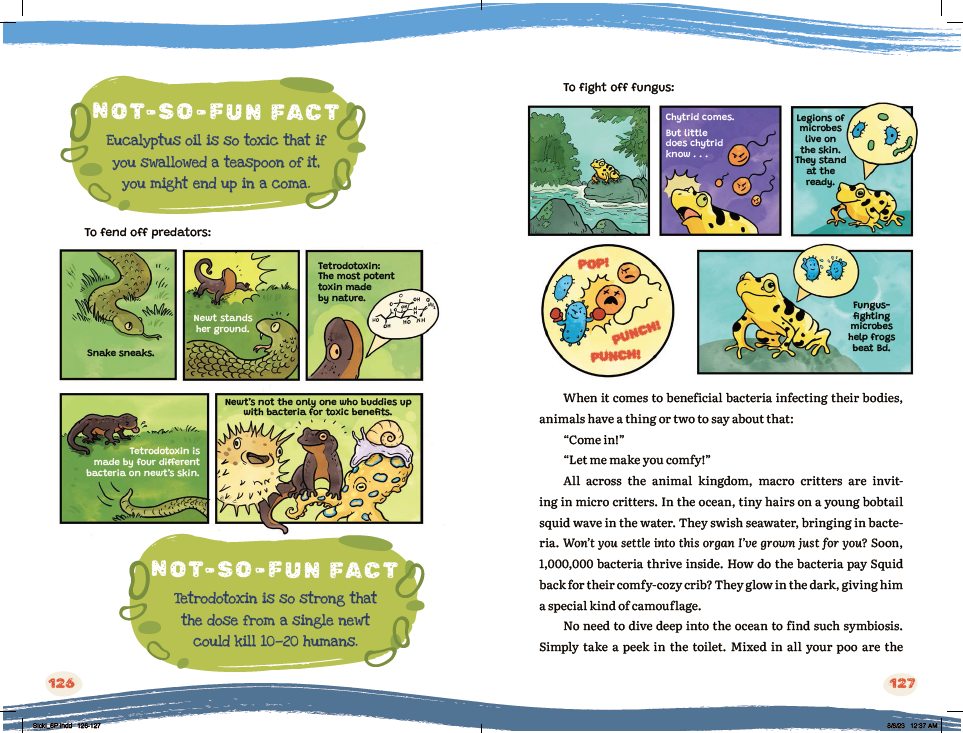 NOT-SO-FUN FACT
Eucalyptus oil is so toxic that if
you swallowed a teaspoon of it,
you might end up in a coma.
To fend off predators:
Snake sneaks.
Newt stands
her ground.
Tetrodotoxin:
The most potent
toxin made
by nature.
Tetrodotoxin is
made by four different
bacteria on newt's skin.
Newt's not the only one who buddies up
with bacteria for toxic benefits.
NOT-SO-FUN FACT
Tetrodotoxin is so strong that
the dose from a single newt
could kill 10–20 humans.
126
To fight off fungus:
Chytrid comes.
But little
does chytrid
know . . .
Legions of
microbes
live on
the skin.
They stand
at the
ready.
POP!
PUNCH!
PUNCH!
Fungus-
fighting
microbes
help frogs
beat Bd.
When it comes to beneficial bacteria infecting their bodies,
animals have a thing or two to say about that:
“Come in!”
“Let me make you comfy!”
All across the animal kingdom, macro critters are invit-
ing in micro critters. In the ocean, tiny hairs on a young bobtail
squid wave in the water. They swish seawater, bringing in bacte-
ria. Won’t you settle into this organ I’ve grown just for you? Soon,
1,000,000 bacteria thrive inside. How do the bacteria pay Squid
back for their comfy-cozy crib? They glow in the dark, giving him
a special kind of camouflage.
No need to dive deep into the ocean to find such symbiosis.
Simply take a peek in the toilet. Mixed in all your poo are the
127
126-127
12:37 AM